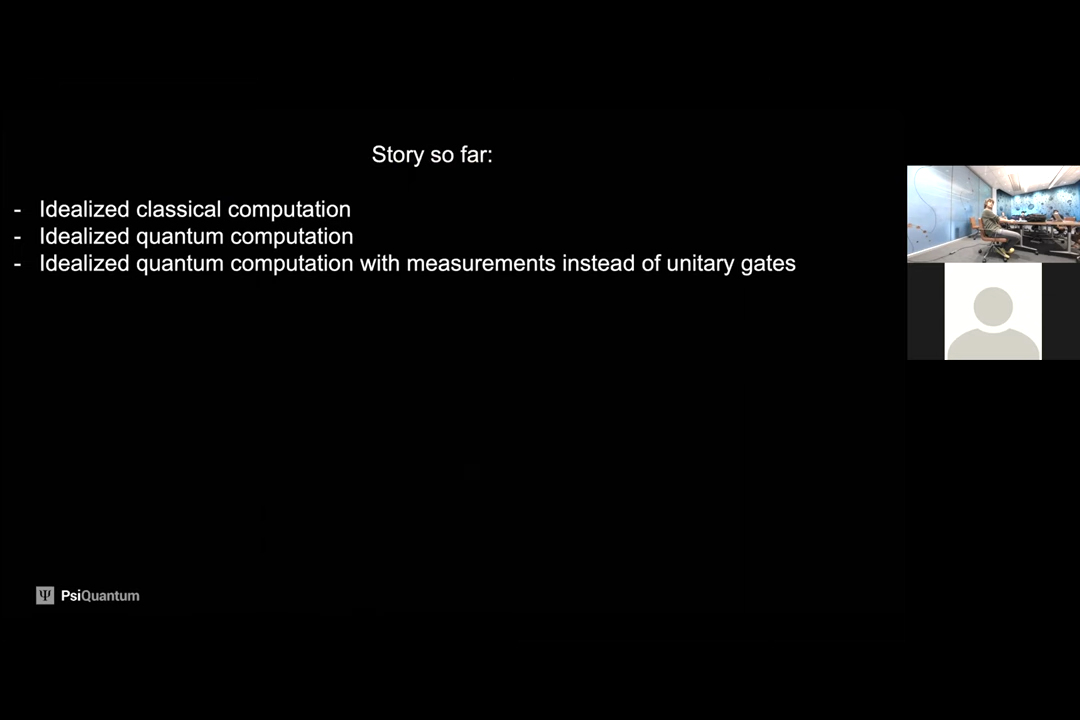 Story so far:
- Idealized classical computation
- Idealized quantum computation
- Idealized quantum computation with measurements instead of unitary gates
Ψ PsiQuantum